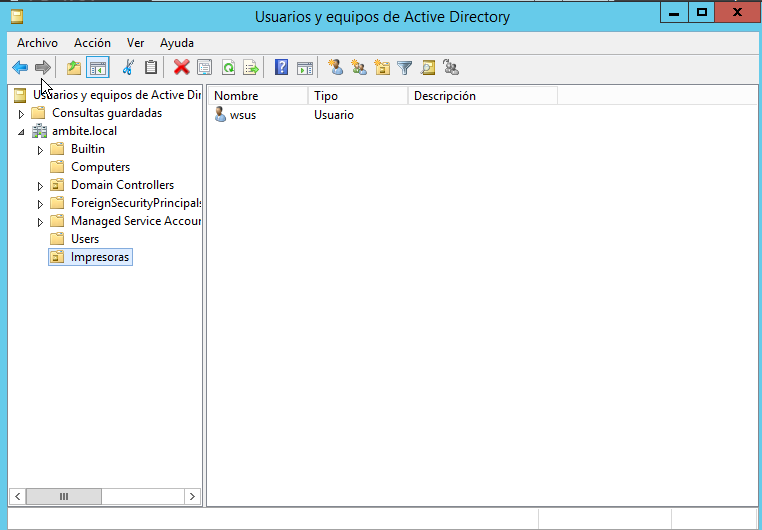 Usuarios y equipos de Active Directory
Archivo Acción Ver Ayuda
Usuarios y equipos de Active Dir
Consultas guardadas
ambite.local
Builtin
Computers
Domain Controllers
ForeignSecurityPrincipals
Managed Service Accour
Users
Impresoras
Nombre Tipo Descripción
wsus Usuario